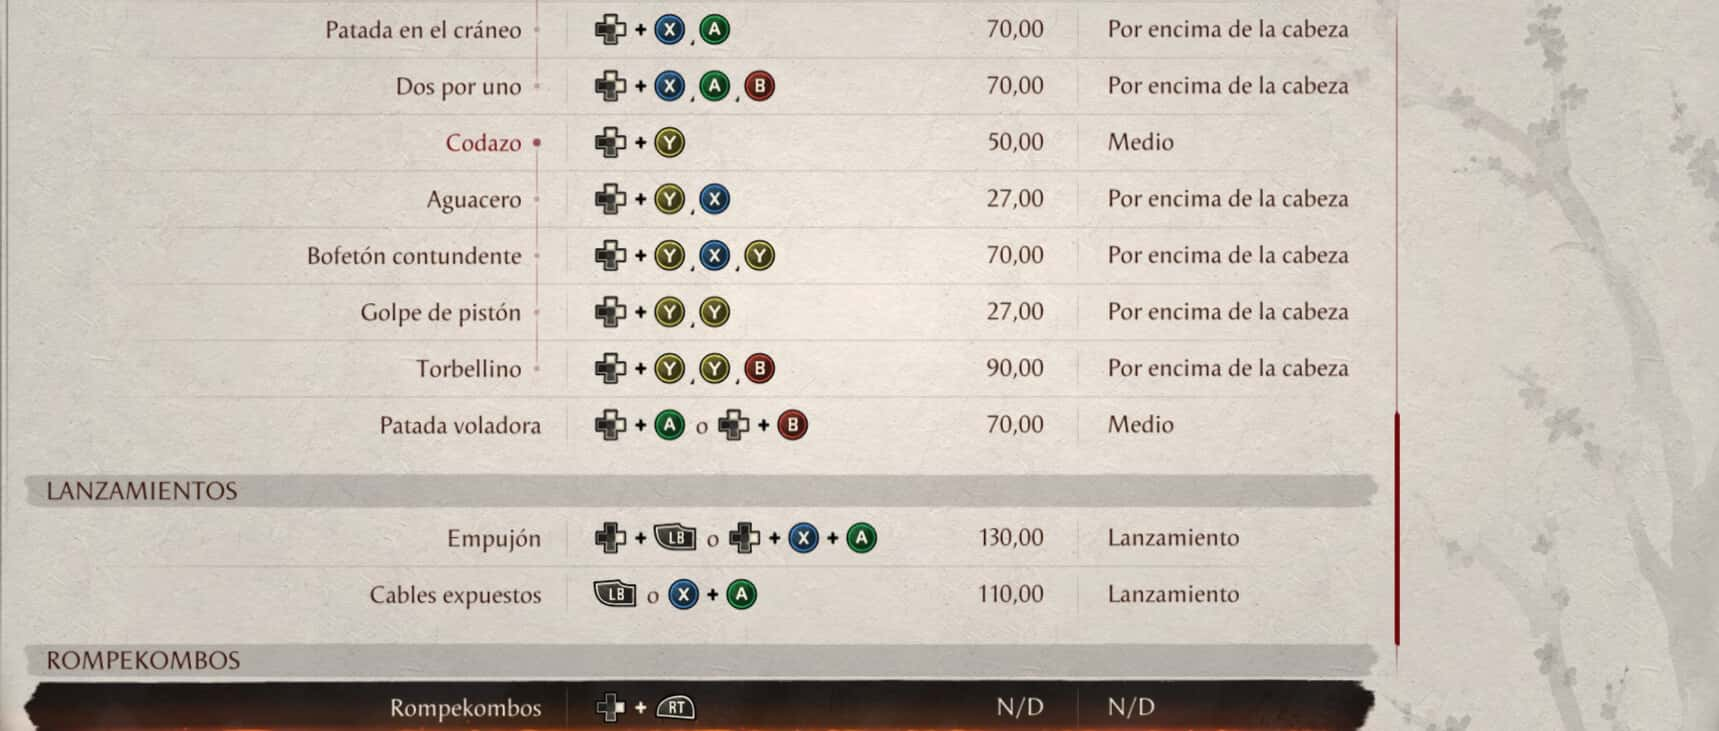 Patada en el cráneo + X , A 70,00 Por encima de la cabeza
Dos por uno + X , A , B 70,00 Por encima de la cabeza
Codazo + Y 50,00 Medio
Aguacero + Y , X 27,00 Por encima de la cabeza
Bofetón contundente + Y , X , Y 70,00 Por encima de la cabeza
Golpe de pistón + Y , Y 27,00 Por encima de la cabeza
Torbellino + Y , Y , B 90,00 Por encima de la cabeza
Patada voladora + A o + B 70,00 Medio
LANZAMIENTOS
Empujón + LB o + X + A 130,00 Lanzamiento
Cables expuestos LB o X + A 110,00 Lanzamiento
ROMPEKOMBOS
Rompekombos + RT N/D N/D